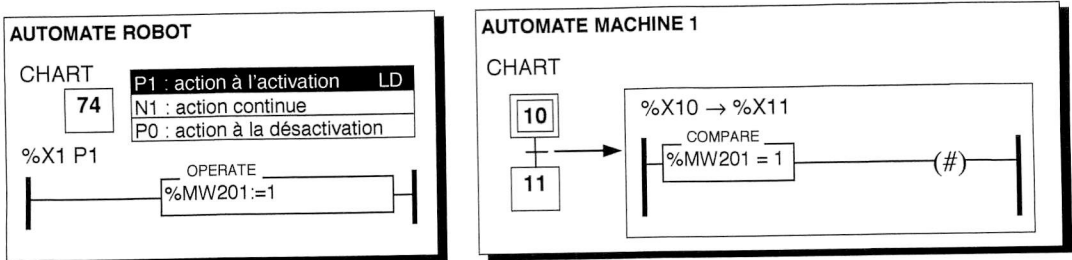 AUTOMATE ROBOT
CHART
74
P1 : action à l'activation LD
N1 : action continue
P0 : action à la désactivation
%X1 P1
OPERATE
%MW201:=1
AUTOMATE MACHINE 1
CHART
10
11
%X10 → %X11
COMPARE
%MW201 = 1
(#)